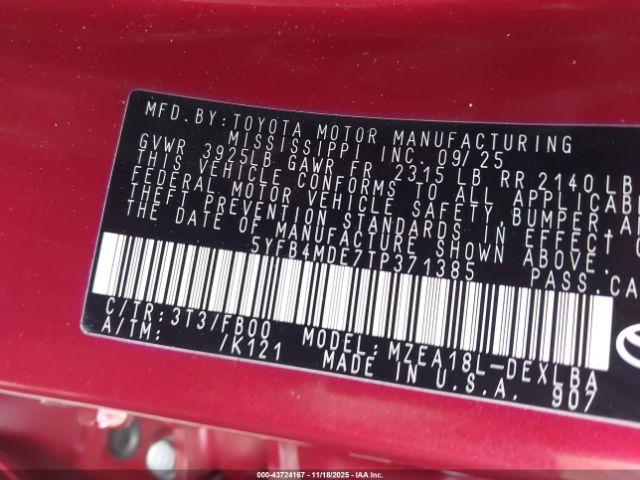 MFD.BY:TOYOTA MOTOR MANUFACTURING
MISSISSIPPI INC. 09/25
GVWR 3925LB GAWR FR 2315 LB RR 2140LB
THIS VEHICLE CONFORMS TO ALL APPLICABLE
FEDERAL MOTOR VEHICLE SAFETY, BUMPER, AN
THEFT PREVENTION STANDARDS IN EFFECT
THE DATE OF MANUFACTURE SHOWN ABOVE.
5YFB4MDE7TP371385 PASS.CA
C/TR:3T3/FB00 MODEL:MZEA18L-DEXLBA
A/TM: /K121 MADE IN U.S.A. 907
000-43724167 | 11/18/2025 | IAA Inc.